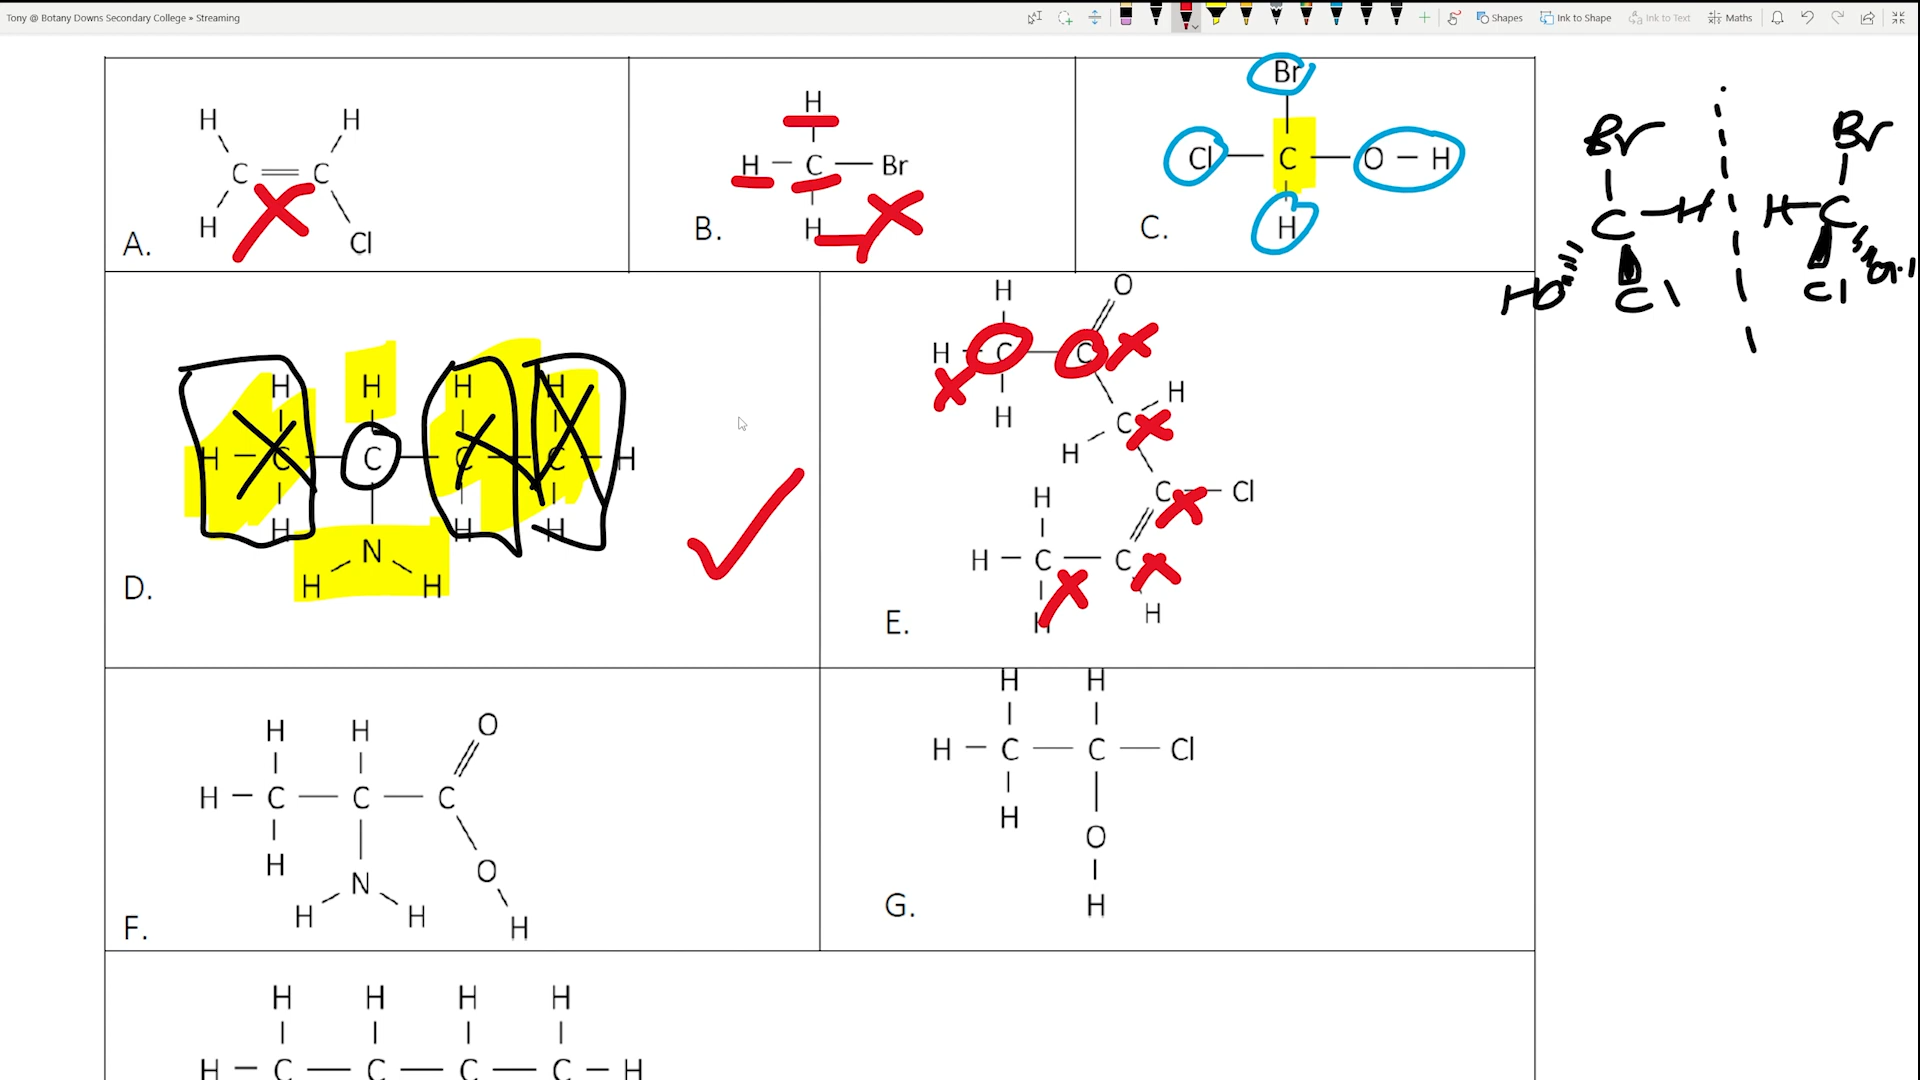 Tony @ Botany Downs Secondary College » Streaming
Shapes
Ink to Shape
Ink to Text
Maths
H H
C = C
H Cl
A.
H
H – C — Br
H
B.
Br
Cl — C — O – H
H
C.
Br
C – H
HO Cl
Br
H – C
Cl
H H H H
H – C — C — C — C – H
H H H
N
H H
D.
H O
H – C — C
H
H
C
H
C — Cl
H
H – C — C
H H
E.
H H O
H – C — C — C
H N O
H H H
F.
H H
H – C — C — Cl
H O
H
G.
H H H H
H – C — C — C — C – H